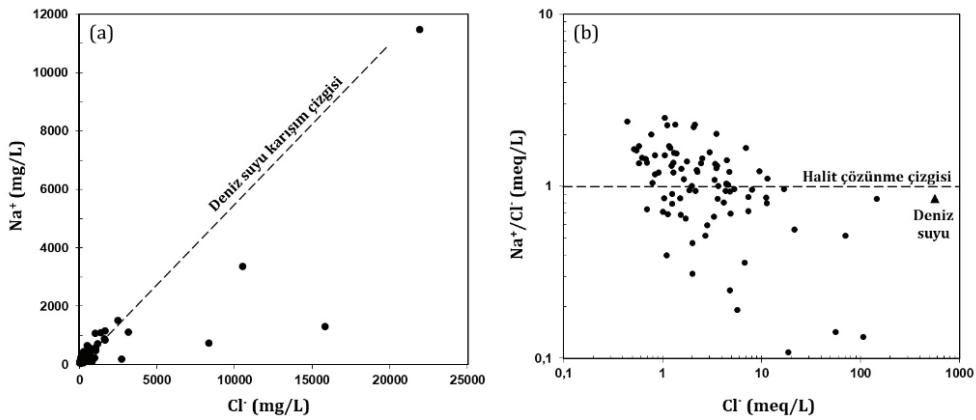 (a)
12000
10000
8000
6000
4000
2000
0
Na⁺ (mg/L)
Deniz suyu karışım çizgisi
0
5000
10000
15000
20000
25000
Cl⁻ (mg/L)
(b)
10
1
0,1
Na⁺/Cl⁻ (meq/L)
Halit çözünme çizgisi
Deniz
suyu
0,1
1
10
100
1000
Cl⁻ (meq/L)